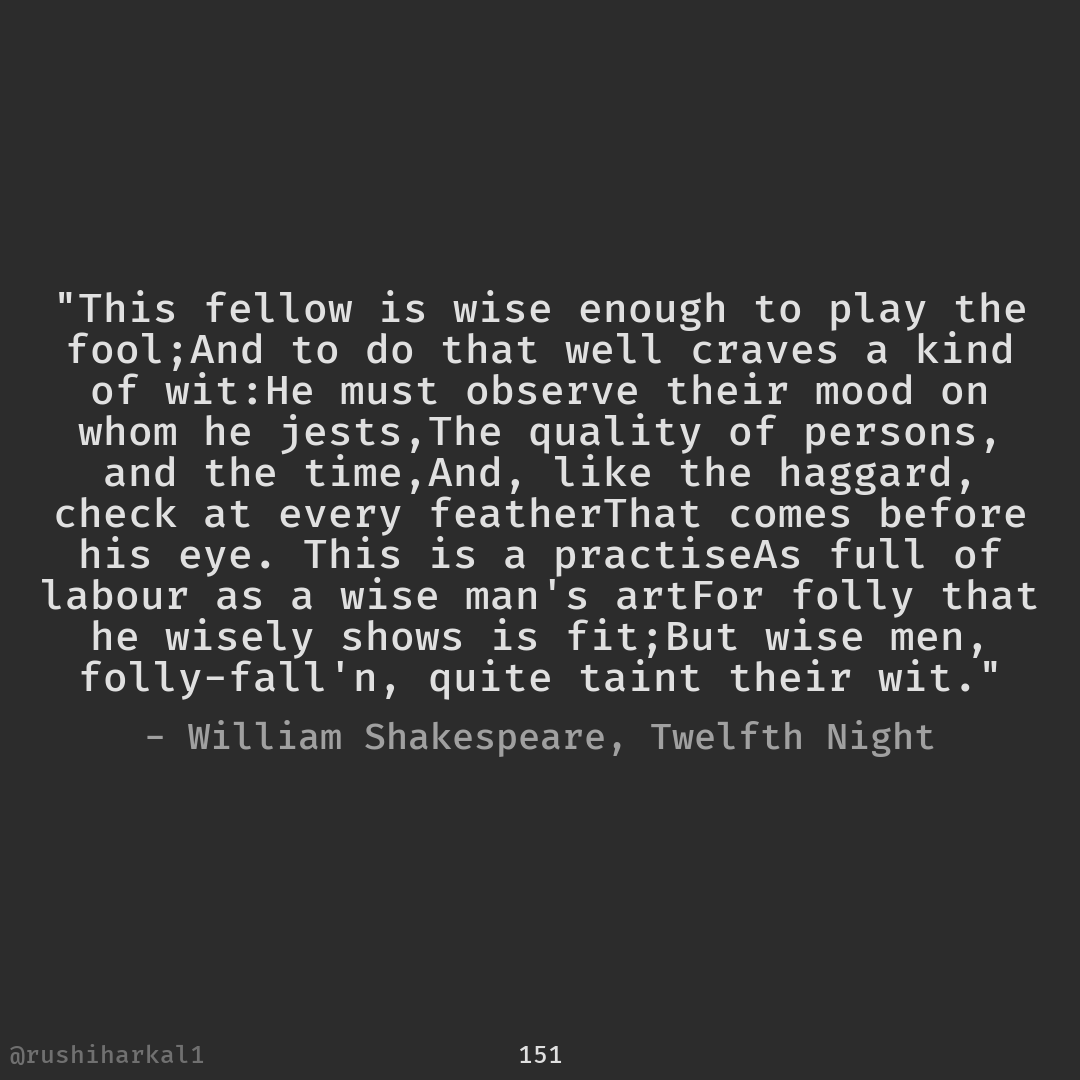 "This fellow is wise enough to play the
fool;And to do that well craves a kind
of wit:He must observe their mood on
whom he jests,The quality of persons,
and the time,And, like the haggard,
check at every featherThat comes before
his eye. This is a practiseAs full of
labour as a wise man's artFor folly that
he wisely shows is fit;But wise men,
folly-fall'n, quite taint their wit."
- William Shakespeare, Twelfth Night
@rushiharkal1
151